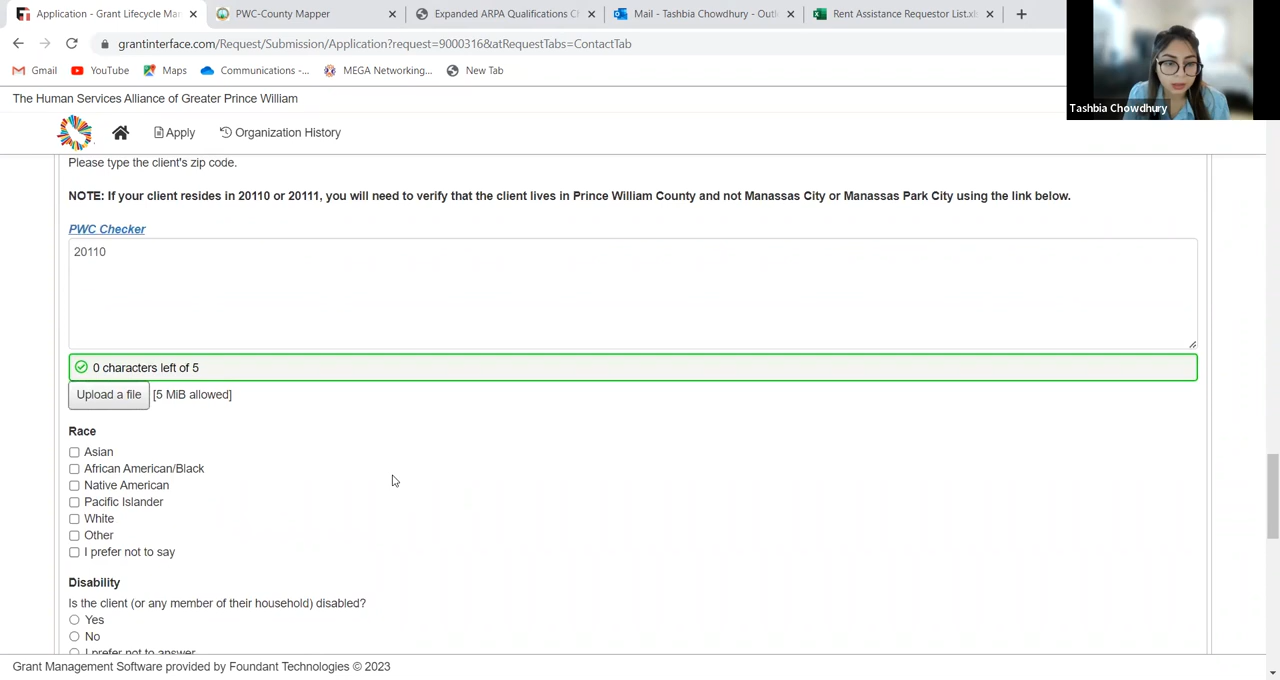 Application - Grant Lifecycle Mar
PWC-County Mapper
Expanded ARPA Qualifications Ch
Mail - Tashbia Chowdhury - Outl
Rent Assistance Requestor List.xls
grantinterface.com/Request/Submission/Application?request=9000316&atRequestTabs=ContactTab
Gmail
YouTube
Maps
Communications -...
MEGA Networking...
New Tab
Tashbia Chowdhury
The Human Services Alliance of Greater Prince William
Apply
Organization History
Please type the client's zip code.
NOTE: If your client resides in 20110 or 20111, you will need to verify that the client lives in Prince William County and not Manassas City or Manassas Park City using the link below.
PWC Checker
20110
0 characters left of 5
Upload a file [5 MiB allowed]
Race
Asian
African American/Black
Native American
Pacific Islander
White
Other
I prefer not to say
Disability
Is the client (or any member of their household) disabled?
Yes
No
I prefer not to answer
Grant Management Software provided by Foundant Technologies © 2023